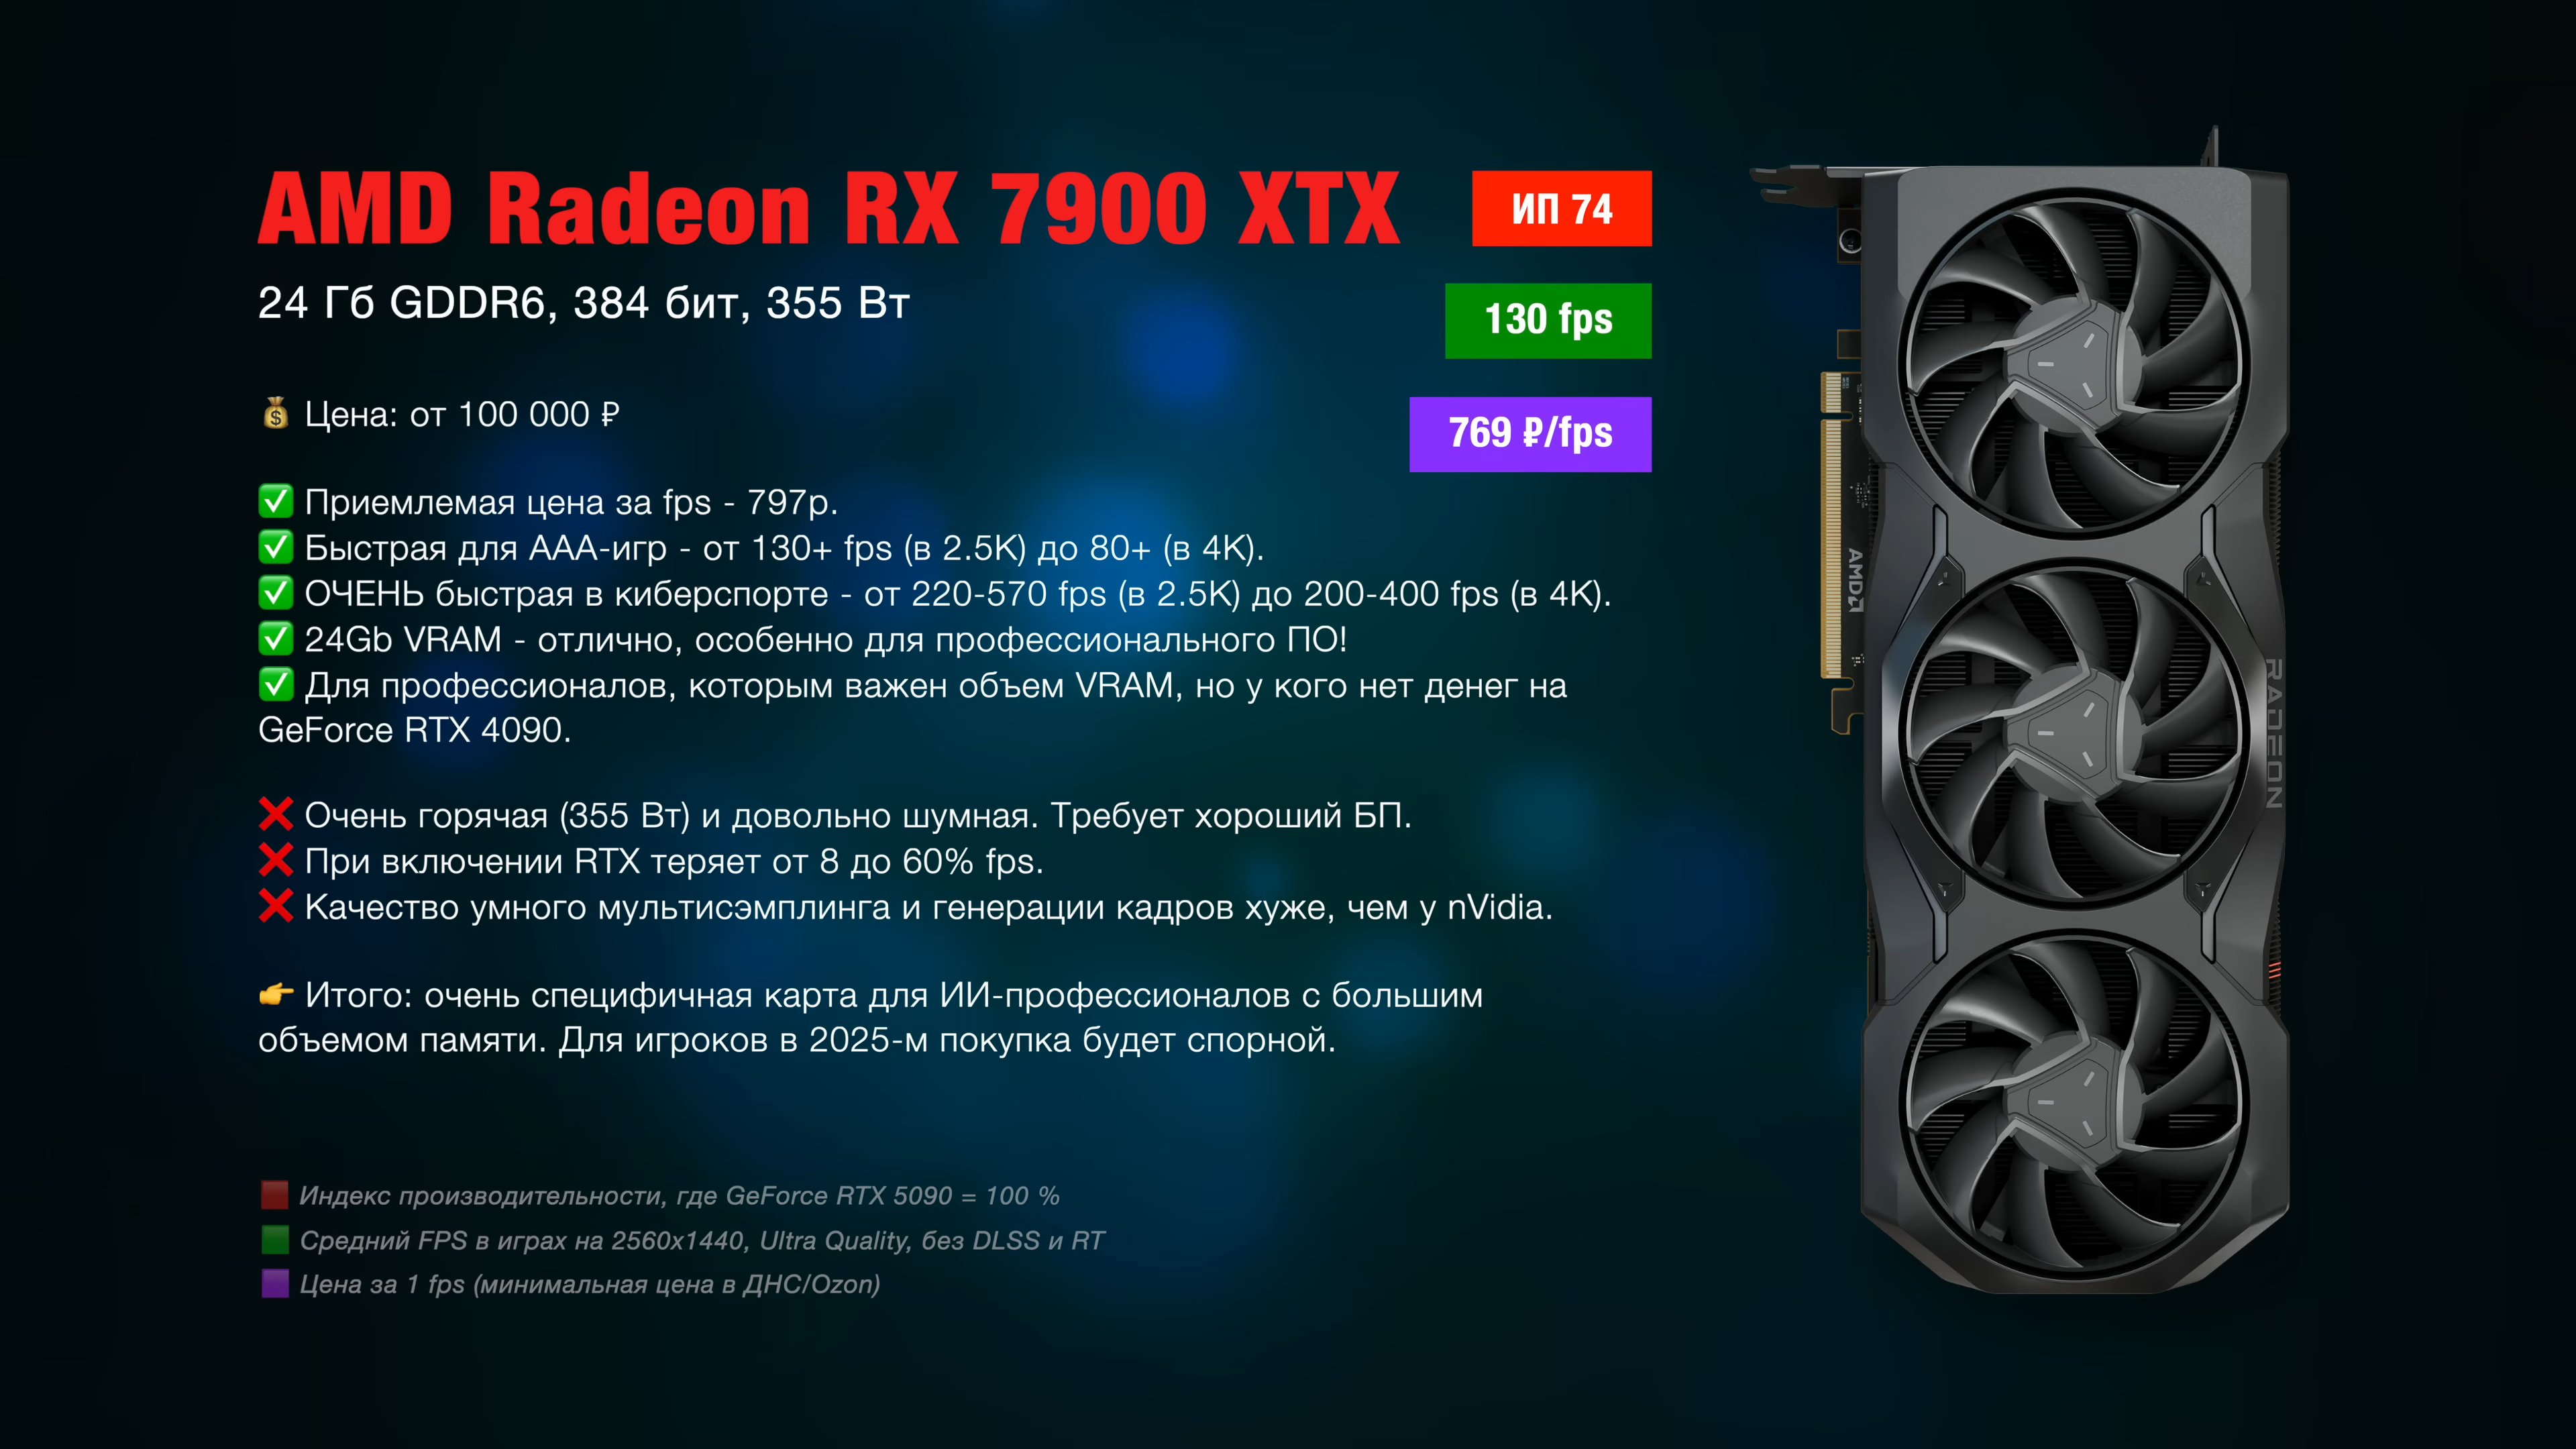 AMD Radeon RX 7900 XTX
ИП 74
24 Гб GDDR6, 384 бит, 355 Вт
130 fps
💰 Цена: от 100 000 ₽
769 ₽/fps
✅ Приемлемая цена за fps - 797р.
✅ Быстрая для ААА-игр - от 130+ fps (в 2.5K) до 80+ (в 4K).
✅ ОЧЕНЬ быстрая в киберспорте - от 220-570 fps (в 2.5K) до 200-400 fps (в 4K).
✅ 24Gb VRAM - отлично, особенно для профессионального ПО!
✅ Для профессионалов, которым важен объем VRAM, но у кого нет денег на
GeForce RTX 4090.
❌ Очень горячая (355 Вт) и довольно шумная. Требует хороший БП.
❌ При включении RTX теряет от 8 до 60% fps.
❌ Качество умного мультисэмплинга и генерации кадров хуже, чем у nVidia.
👉 Итого: очень специфичная карта для ИИ-профессионалов с большим
объемом памяти. Для игроков в 2025-м покупка будет спорной.
🟥 Индекс производительности, где GeForce RTX 5090 = 100 %
🟩 Средний FPS в играх на 2560x1440, Ultra Quality, без DLSS и RT
🟪 Цена за 1 fps (минимальная цена в ДНС/Ozon)
AMD
RADEON